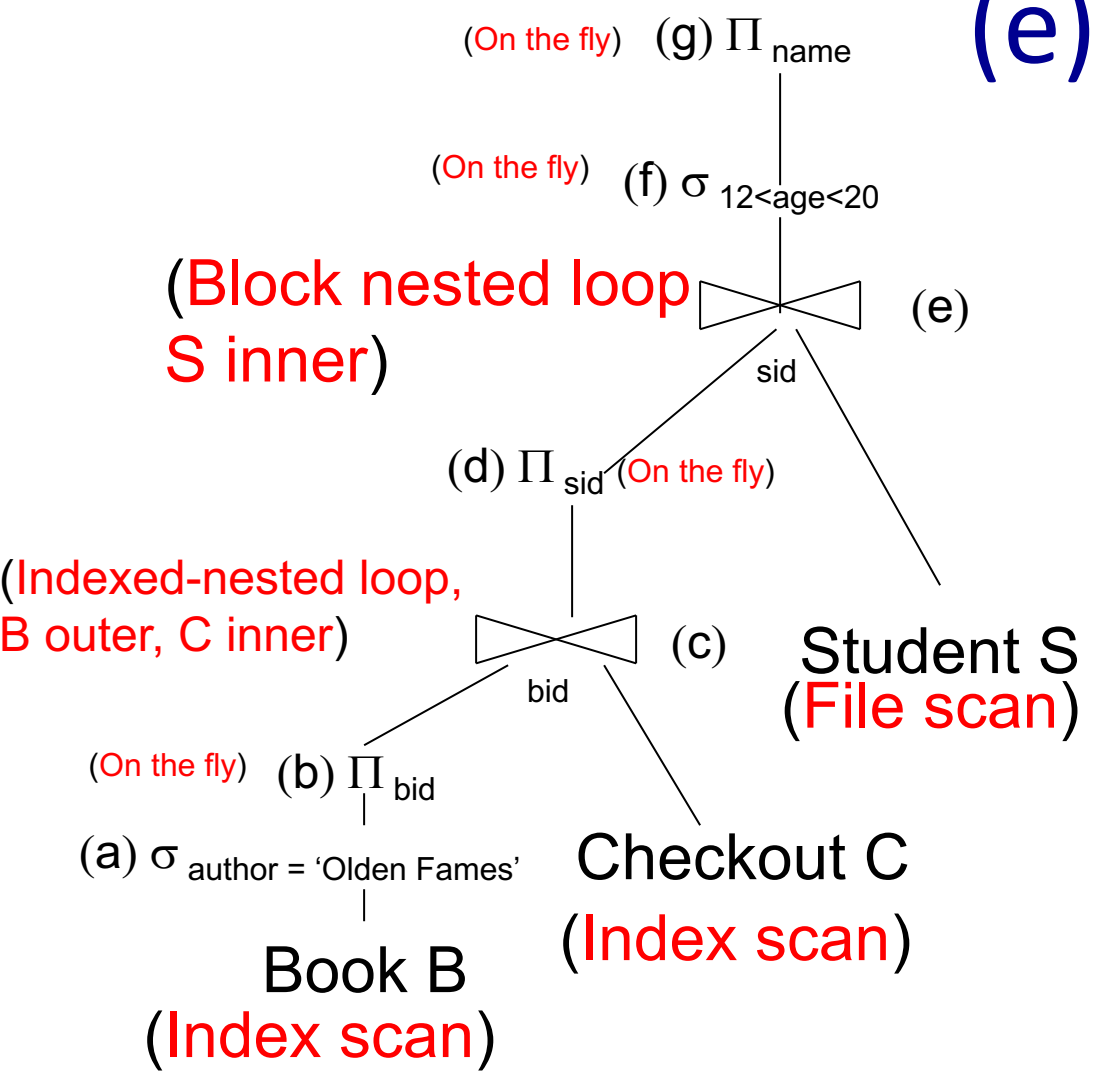 (e)
(On the fly) (g) Π name
(On the fly) (f) σ 12<age<20
(Block nested loop
S inner)
(e)
sid
(d) Π sid (On the fly)
(Indexed-nested loop,
B outer, C inner)
(c)
bid
Student S
(File scan)
(On the fly) (b) Π bid
(a) σ author = ‘Olden Fames’
Checkout C
(Index scan)
Book B
(Index scan)